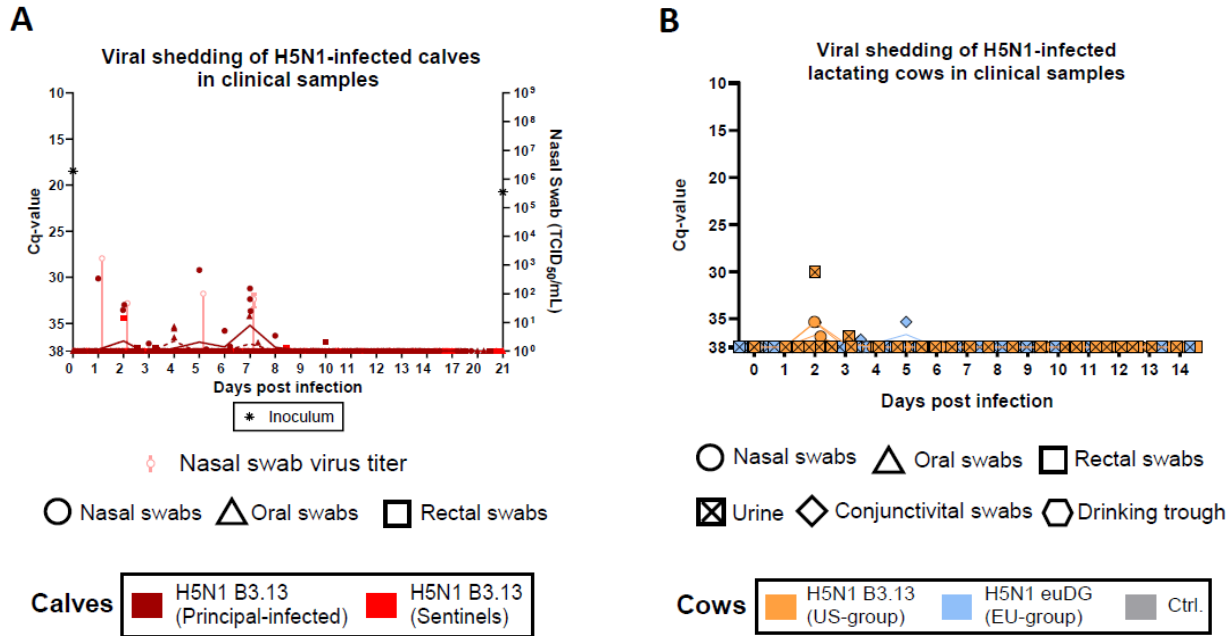 A
Viral shedding of H5N1-infected calves
in clinical samples
Cq-value
10
15
20
25
30
35
38
Nasal Swab (TCID50/mL)
10⁹
10⁸
10⁷
10⁶
10⁵
10⁴
10³
10²
10¹
10⁰
0 1 2 3 4 5 6 7 8 9 10 11 12 13 14 17 20 21
Days post infection
Inoculum
Nasal swab virus titer
Nasal swabs Oral swabs Rectal swabs
Calves
H5N1 B3.13
(Principal-infected)
H5N1 B3.13
(Sentinels)
B
Viral shedding of H5N1-infected
lactating cows in clinical samples
Cq-value
10
15
20
25
30
35
38
0 1 2 3 4 5 6 7 8 9 10 11 12 13 14
Days post infection
Nasal swabs Oral swabs Rectal swabs
Urine Conjunctivital swabs Drinking trough
Cows
H5N1 B3.13
(US-group)
H5N1 euDG
(EU-group)
Ctrl.